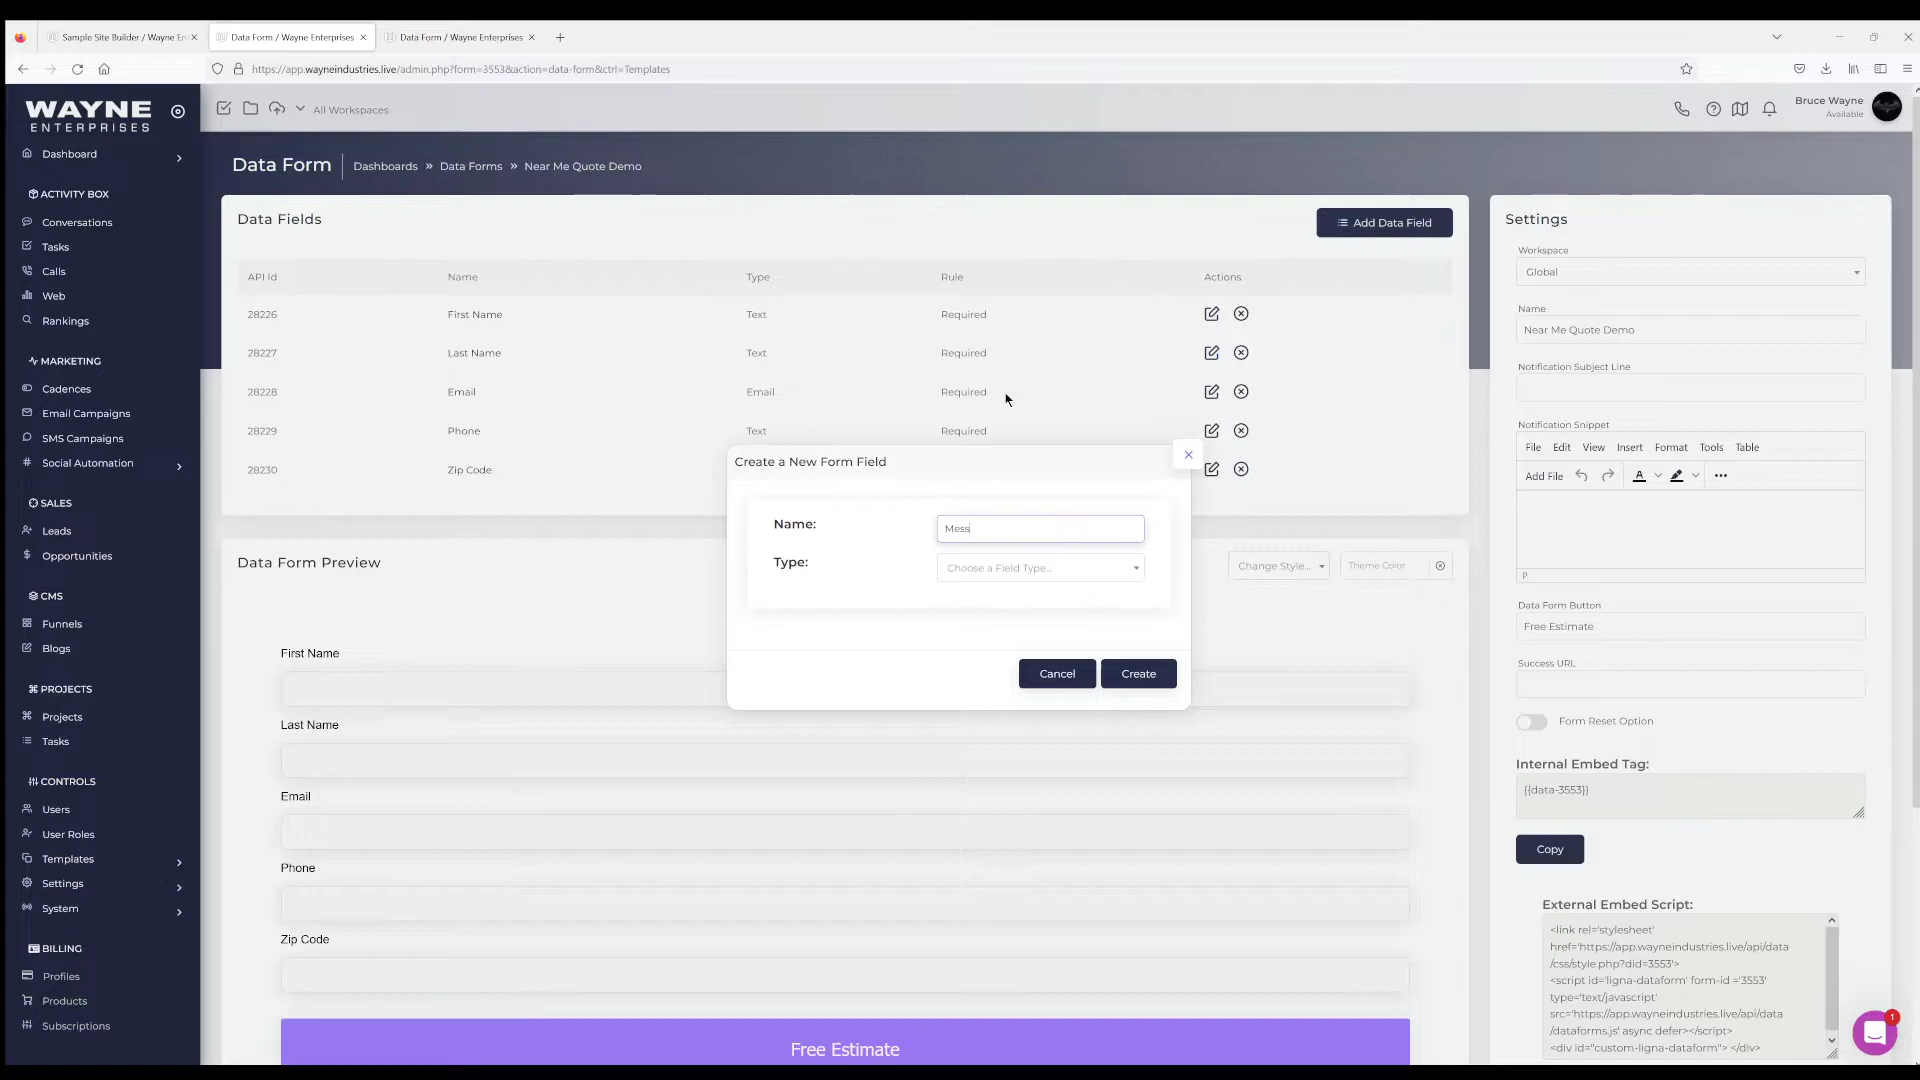 Sample Site Builder / Wayne En
Data Form / Wayne Enterprises
Data Form / Wayne Enterprises
https://app.wayneindustries.live/admin.php?form=3553&action=data-form&ctrl=Templates
WAYNE
ENTERPRISES
All Workspaces
Bruce Wayne
Available
Dashboard
ACTIVITY BOX
Conversations
Tasks
Calls
Web
Rankings
MARKETING
Cadences
Email Campaigns
SMS Campaigns
Social Automation
SALES
Leads
Opportunities
CMS
Funnels
Blogs
PROJECTS
Projects
Tasks
CONTROLS
Users
User Roles
Templates
Settings
System
BILLING
Profiles
Products
Subscriptions
Data Form
Dashboards » Data Forms » Near Me Quote Demo
Data Fields
Add Data Field
API Id Name Type Rule Actions
28226 First Name Text Required
28227 Last Name Text Required
28228 Email Email Required
28229 Phone Text Required
28230 Zip Code
Create a New Form Field
Name:
Mess
Type:
Choose a Field Type...
Cancel
Create
Data Form Preview
Change Style...
Theme Color
First Name
Last Name
Email
Phone
Zip Code
Free Estimate
Settings
Workspace
Global
Name
Near Me Quote Demo
Notification Subject Line
Notification Snippet
File Edit View Insert Format Tools Table
Add File
A
P
Data Form Button
Free Estimate
Success URL
Form Reset Option
Internal Embed Tag:
{{data-3553}}
Copy
External Embed Script:
<link rel='stylesheet'
href='https://app.wayneindustries.live/api/data
/css/style.php?did=3553'>
<script id='ligna-dataform' form-id ='3553'
type='text/javascript'
src='https://app.wayneindustries.live/api/data
/dataforms.js' async defer></script>
<div id="custom-ligna-dataform"> </div>
1